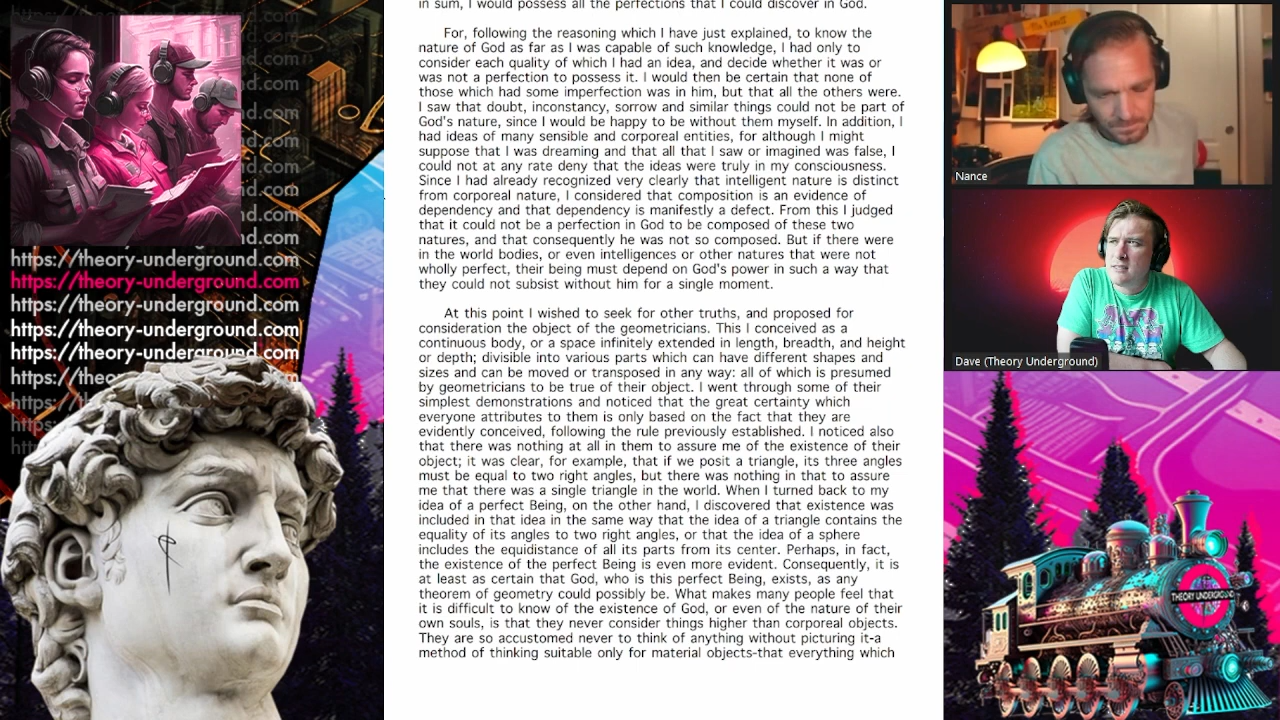 https://theory-underground.com
in sum, I would possess all the perfections that I could discover in God.
For, following the reasoning which I have just explained, to know the
nature of God as far as I was capable of such knowledge, I had only to
consider each quality of which I had an idea, and decide whether it was or
was not a perfection to possess it. I would then be certain that none of
those which had some imperfection was in him, but that all the others were.
I saw that doubt, inconstancy, sorrow and similar things could not be part of
God's nature, since I would be happy to be without them myself. In addition, I
had ideas of many sensible and corporeal entities, for although I might
suppose that I was dreaming and that all that I saw or imagined was false, I
could not at any rate deny that the ideas were truly in my consciousness.
Since I had already recognized very clearly that intelligent nature is distinct
from corporeal nature, I considered that composition is an evidence of
dependency and that dependency is manifestly a defect. From this I judged
that it could not be a perfection in God to be composed of these two
natures, and that consequently he was not so composed. But if there were
in the world bodies, or even intelligences or other natures that were not
wholly perfect, their being must depend on God's power in such a way that
they could not subsist without him for a single moment.
At this point I wished to seek for other truths, and proposed for
consideration the object of the geometricians. This I conceived as a
continuous body, or a space infinitely extended in length, breadth, and height
or depth; divisible into various parts which can have different shapes and
sizes and can be moved or transposed in any way: all of which is presumed
by geometricians to be true of their object. I went through some of their
simplest demonstrations and noticed that the great certainty which
everyone attributes to them is only based on the fact that they are
evidently conceived, following the rule previously established. I noticed also
that there was nothing at all in them to assure me of the existence of their
object; it was clear, for example, that if we posit a triangle, its three angles
must be equal to two right angles, but there was nothing in that to assure
me that there was a single triangle in the world. When I turned back to my
idea of a perfect Being, on the other hand, I discovered that existence was
included in that idea in the same way that the idea of a triangle contains the
equality of its angles to two right angles, or that the idea of a sphere
includes the equidistance of all its parts from its center. Perhaps, in fact,
the existence of the perfect Being is even more evident. Consequently, it is
at least as certain that God, who is this perfect Being, exists, as any
theorem of geometry could possibly be. What makes many people feel that
it is difficult to know of the existence of God, or even of the nature of their
own souls, is that they never consider things higher than corporeal objects.
They are so accustomed never to think of anything without picturing it-a
method of thinking suitable only for material objects-that everything which
Nance
Dave (Theory Underground)
https://theory-underground.com
https://theory-underground.com
https://theory-underground.com
https://theory-underground.com
https://theory-underground.com
THEORY UNDERGROUND